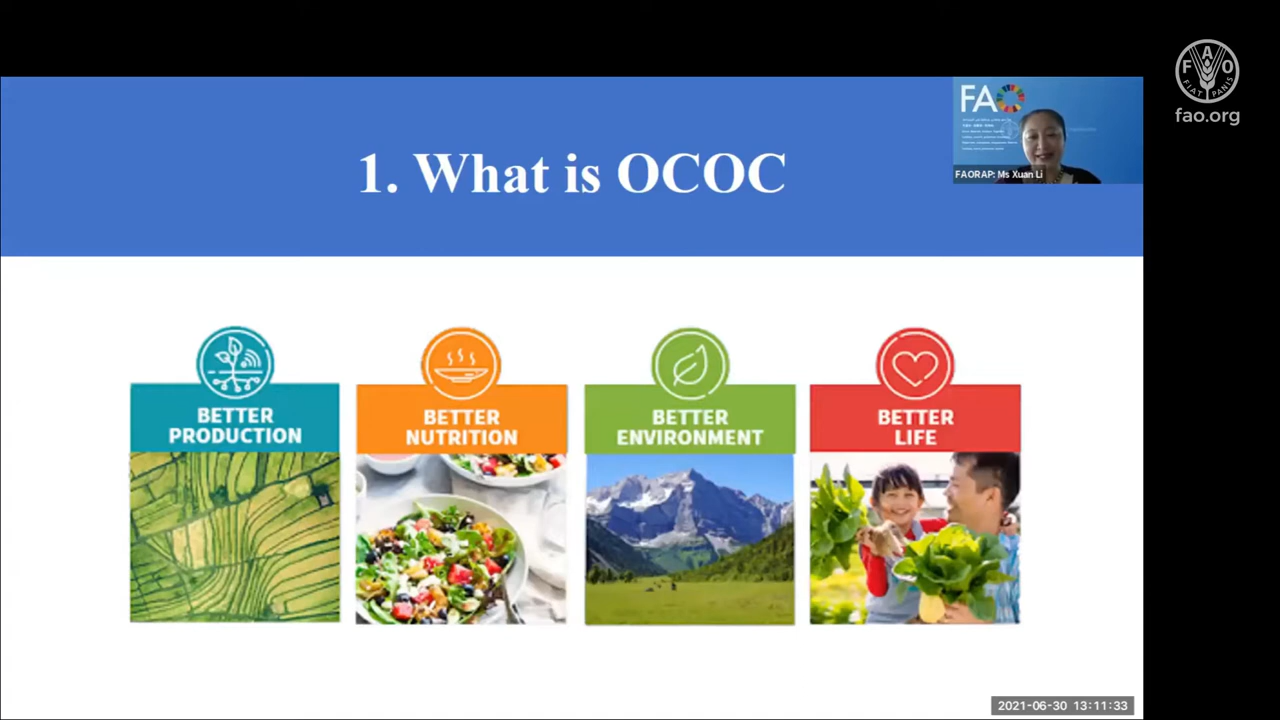 1. What is OCOC
FAO
FAORAP: Ms Xuan Li
FAO
FIAT PANIS
fao.org
BETTER
PRODUCTION
BETTER
NUTRITION
BETTER
ENVIRONMENT
BETTER
LIFE
2021-06-30 13:11:33